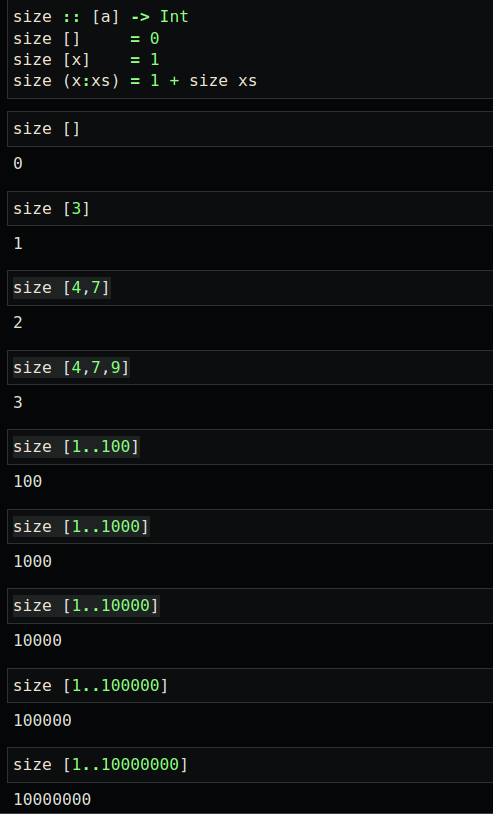 size :: [a] -> Int
size []     = 0
size [x]    = 1
size (x:xs) = 1 + size xs
size []
0
size [3]
1
size [4,7]
2
size [4,7,9]
3
size [1..100]
100
size [1..1000]
1000
size [1..10000]
10000
size [1..100000]
100000
size [1..10000000]
10000000